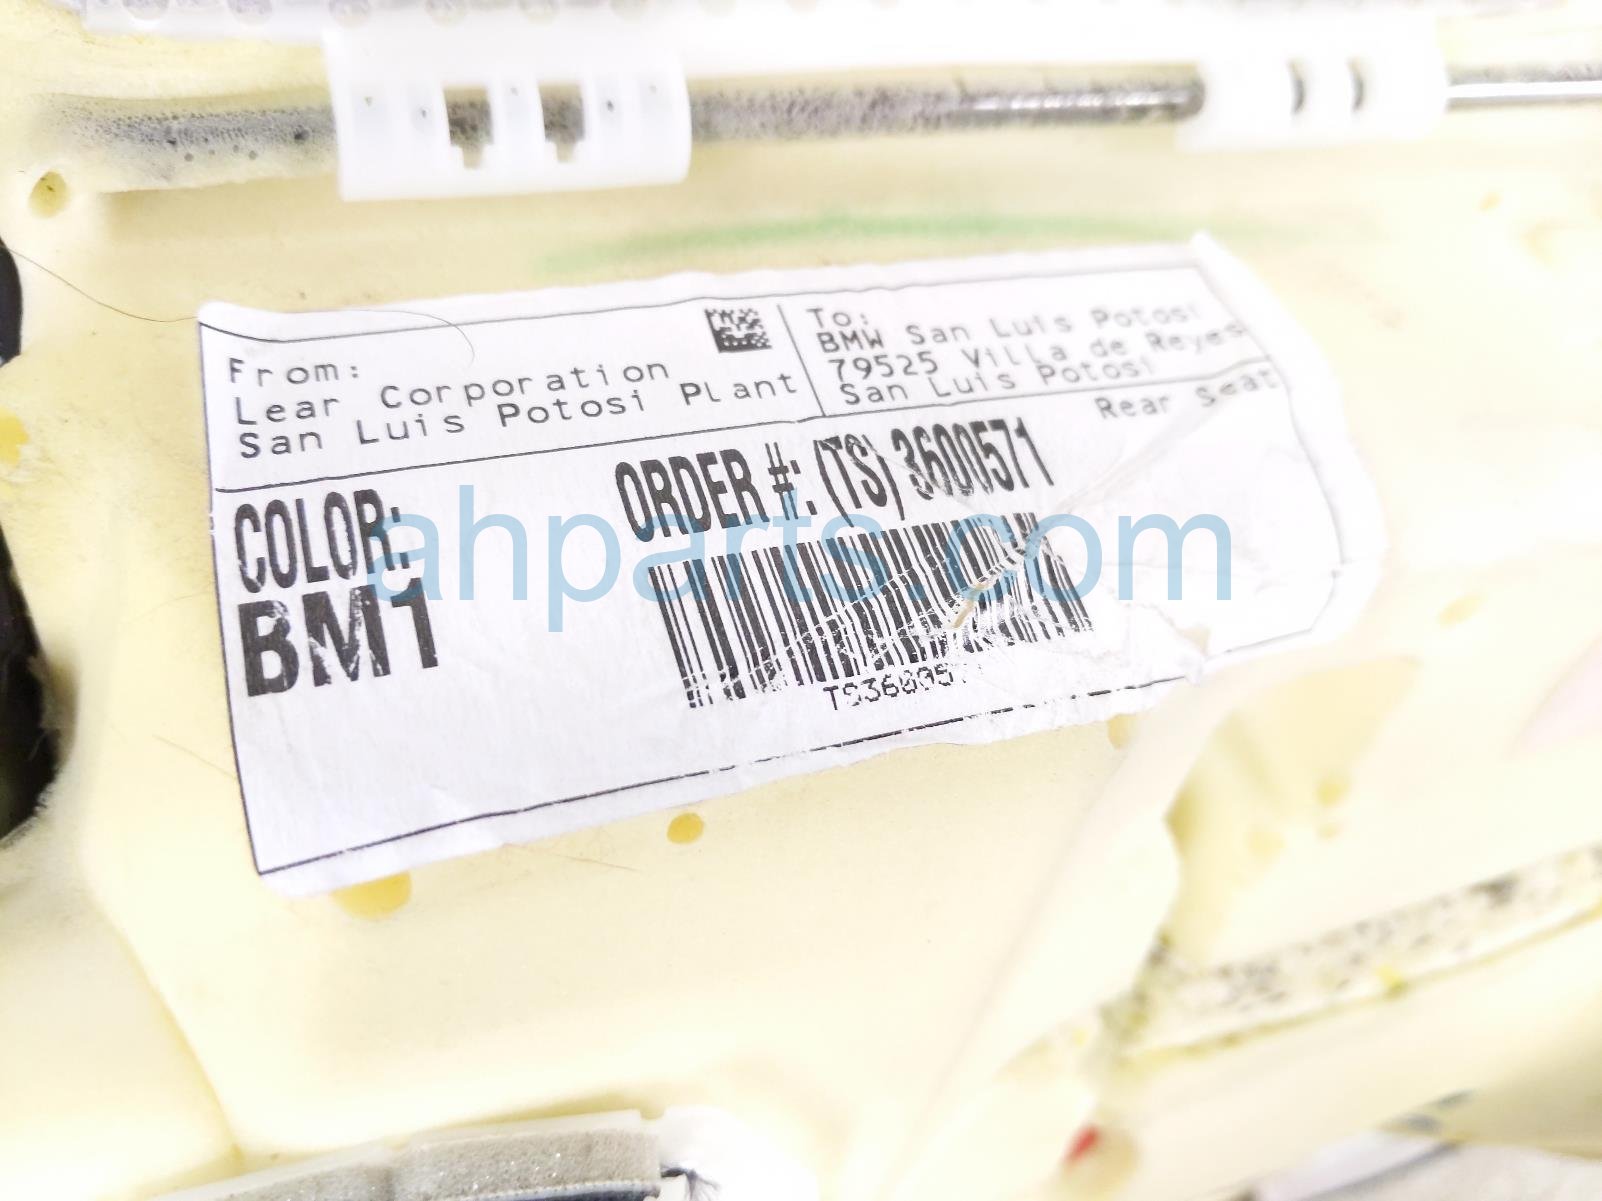 From:
Lear Corporation
San Luis Potosi Plant
To:
BMW San Luis Potosi
79525 Villa de Reyes
San Luis Potosi
Rear Seat
COLOR:
BM1
ORDER #: (TS) 3600571
TS36005
ahparts.com